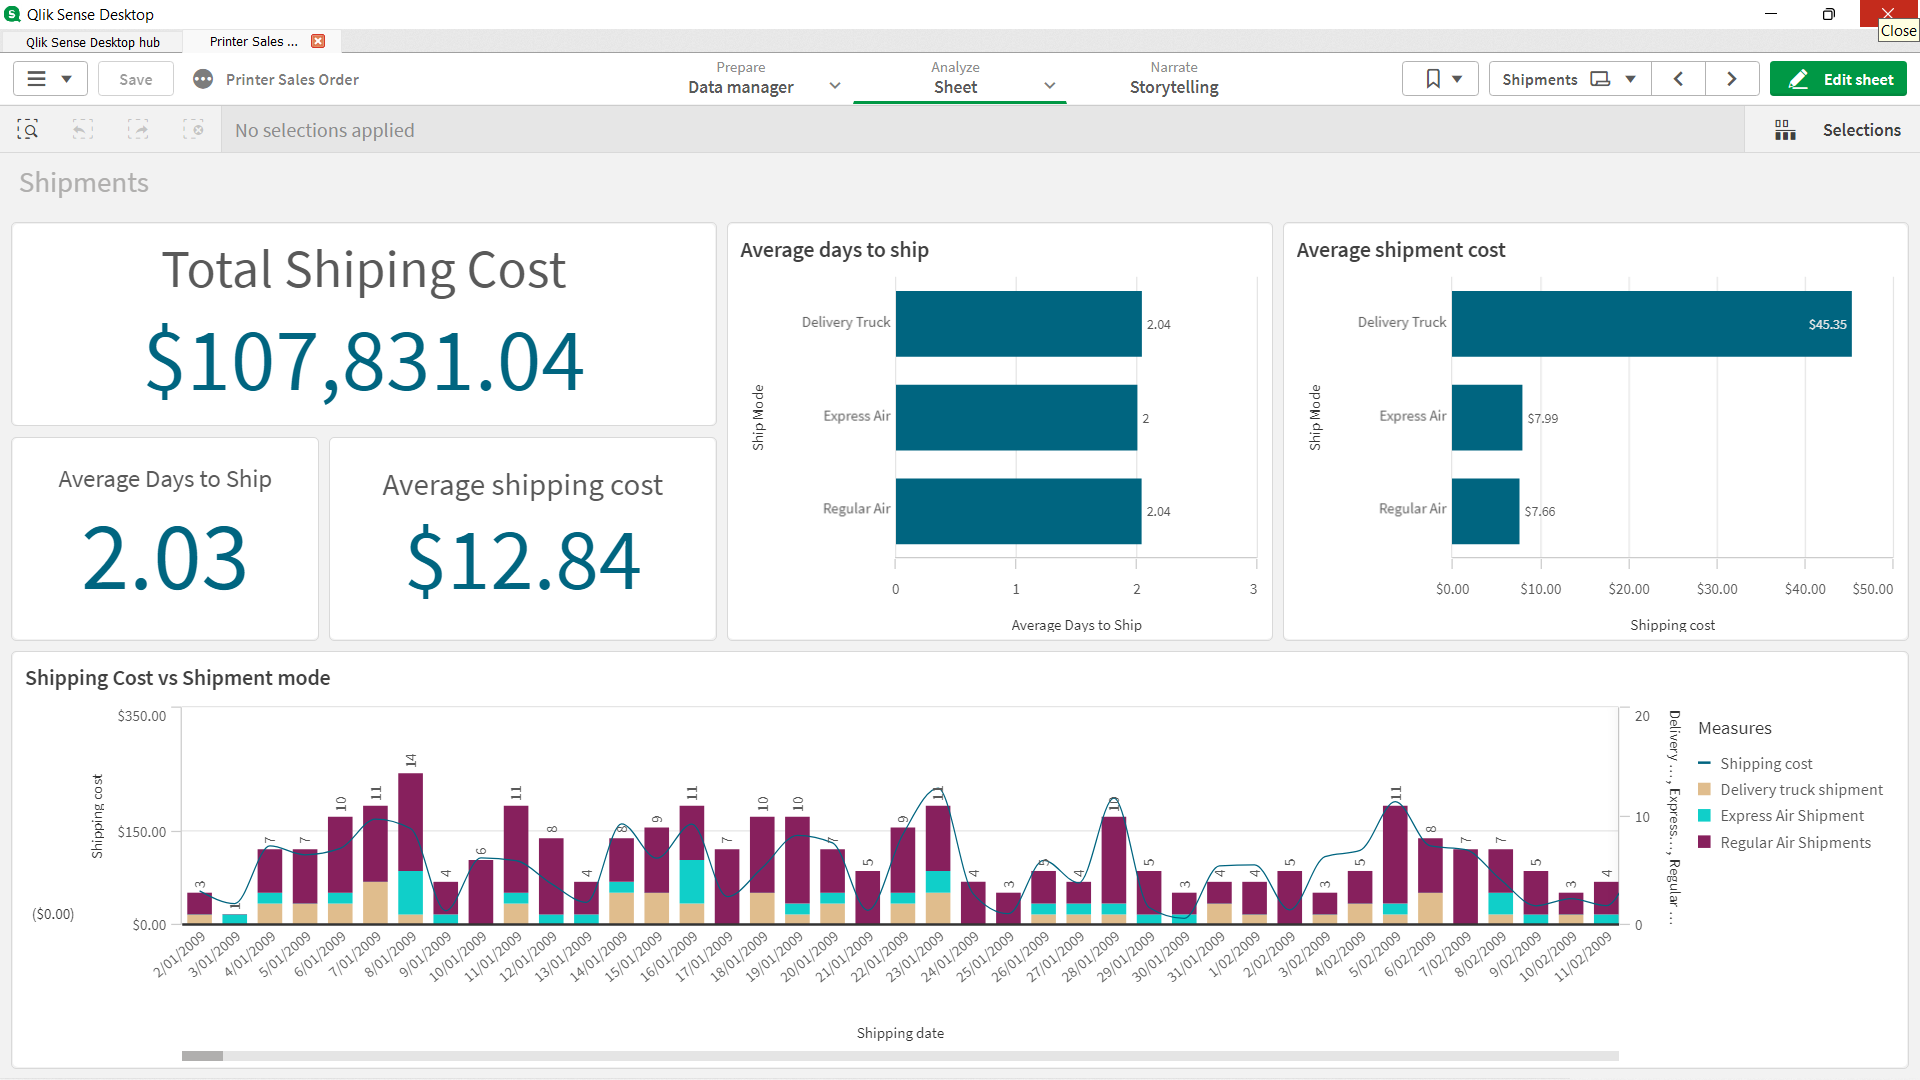 Qlik Sense Desktop
Close
Qlik Sense Desktop hub
Printer Sales ...
Save
Printer Sales Order
Prepare
Data manager
Analyze
Sheet
Narrate
Storytelling
Shipments
Edit sheet
No selections applied
Selections
Shipments
Total Shiping Cost
$107,831.04
Average Days to Ship
2.03
Average shipping cost
$12.84
Average days to ship
Ship Mode
Delivery Truck
2.04
Express Air
2
Regular Air
2.04
0 1 2 3
Average Days to Ship
Average shipment cost
Ship Mode
Delivery Truck
$45.35
Express Air
$7.99
Regular Air
$7.66
$0.00 $10.00 $20.00 $30.00 $40.00 $50.00
Shipping cost
Shipping Cost vs Shipment mode
Shipping cost
$350.00
$150.00
$0.00
($0.00)
3 1 7 7 10 11 14 4 6 11 8 4 8 9 11 7 10 10 7 5 9 11 4 3 5 4 10 5 3 4 4 5 3 5 11 8 7 7 5 3 4
20
10
0
Delivery ..., Express..., Regular ...
2/01/2009 3/01/2009 4/01/2009 5/01/2009 6/01/2009 7/01/2009 8/01/2009 9/01/2009 10/01/2009 11/01/2009 12/01/2009 13/01/2009 14/01/2009 15/01/2009 16/01/2009 17/01/2009 18/01/2009 19/01/2009 20/01/2009 21/01/2009 22/01/2009 23/01/2009 24/01/2009 25/01/2009 26/01/2009 27/01/2009 28/01/2009 29/01/2009 30/01/2009 31/01/2009 1/02/2009 2/02/2009 3/02/2009 4/02/2009 5/02/2009 6/02/2009 7/02/2009 8/02/2009 9/02/2009 10/02/2009 11/02/2009
Shipping date
Measures
Shipping cost
Delivery truck shipment
Express Air Shipment
Regular Air Shipments